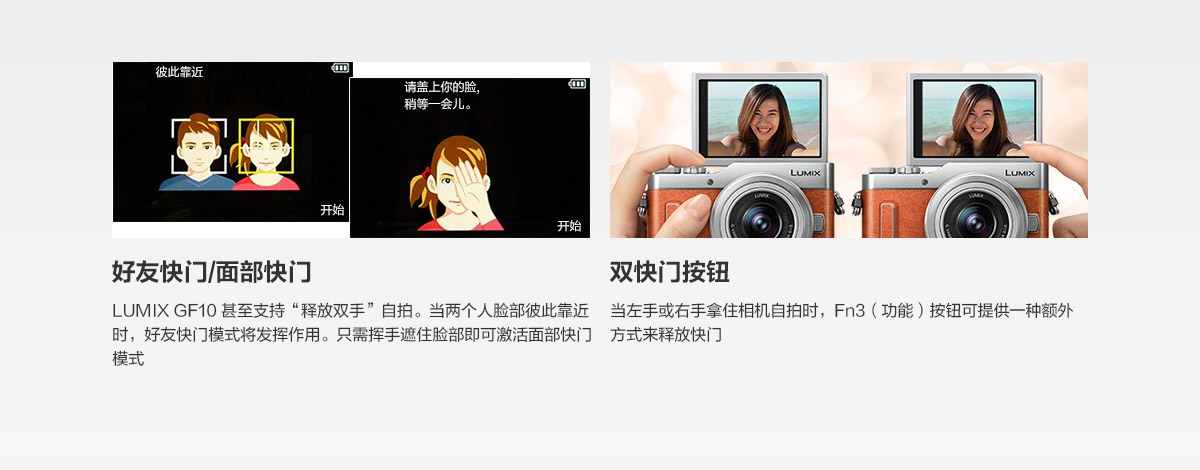 彼此靠近
开始
请盖上你的脸,
稍等一会儿。
开始
LUMIX
LUMIX
LUMIX
LUMIX
好友快门/面部快门
LUMIX GF10 甚至支持“释放双手”自拍。当两个人脸部彼此靠近
时，好友快门模式将发挥作用。只需挥手遮住脸部即可激活面部快门
模式
双快门按钮
当左手或右手拿住相机自拍时，Fn3（功能）按钮可提供一种额外
方式来释放快门